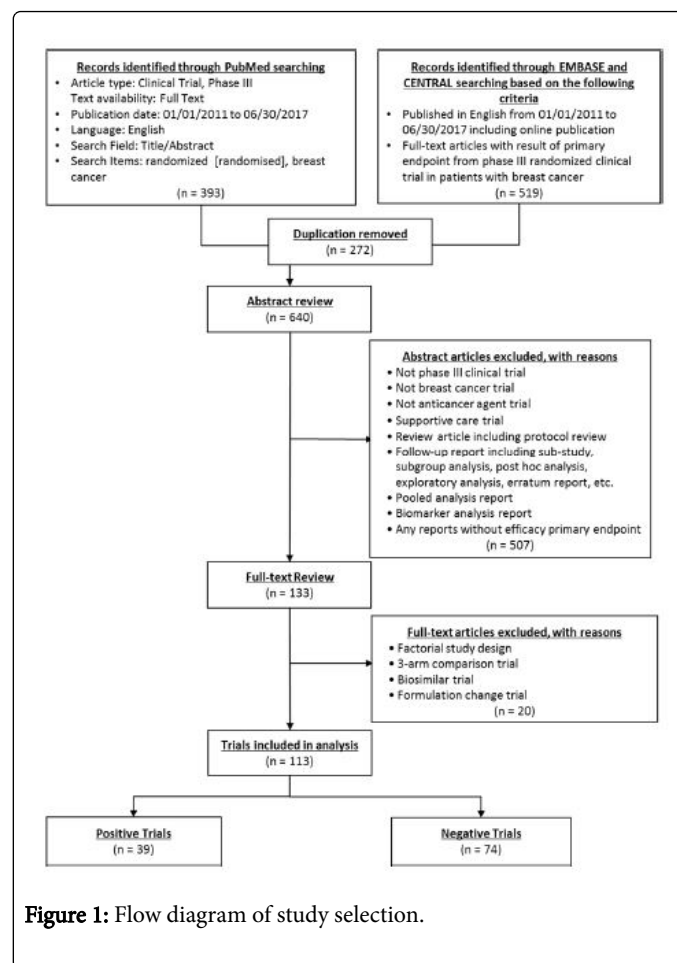 Records identified through PubMed searching
• Article type: Clinical Trial, Phase III
Text availability: Full Text
• Publication date: 01/01/2011 to 06/30/2017
• Language: English
• Search Field: Title/Abstract
• Search Items: randomized [randomised], breast
cancer
(n = 393)
Records identified through EMBASE and
CENTRAL searching based on the following
criteria
• Published in English from 01/01/2011 to
06/30/2017 including online publication
• Full-text articles with result of primary
endpoint from phase III randomized clinical
trial in patients with breast cancer
(n = 519)
Duplication removed
(n = 272)
Abstract review
(n = 640)
Abstract articles excluded, with reasons
• Not phase III clinical trial
• Not breast cancer trial
• Not anticancer agent trial
• Supportive care trial
• Review article including protocol review
• Follow-up report including sub-study,
subgroup analysis, post hoc analysis,
exploratory analysis, erratum report, etc.
• Pooled analysis report
• Biomarker analysis report
• Any reports without efficacy primary endpoint
(n = 507)
Full-text Review
(n = 133)
Full-text articles excluded, with reasons
• Factorial study design
• 3-arm comparison trial
• Biosimilar trial
• Formulation change trial
(n = 20)
Trials included in analysis
(n = 113)
Positive Trials
(n = 39)
Negative Trials
(n = 74)
Figure 1: Flow diagram of study selection.